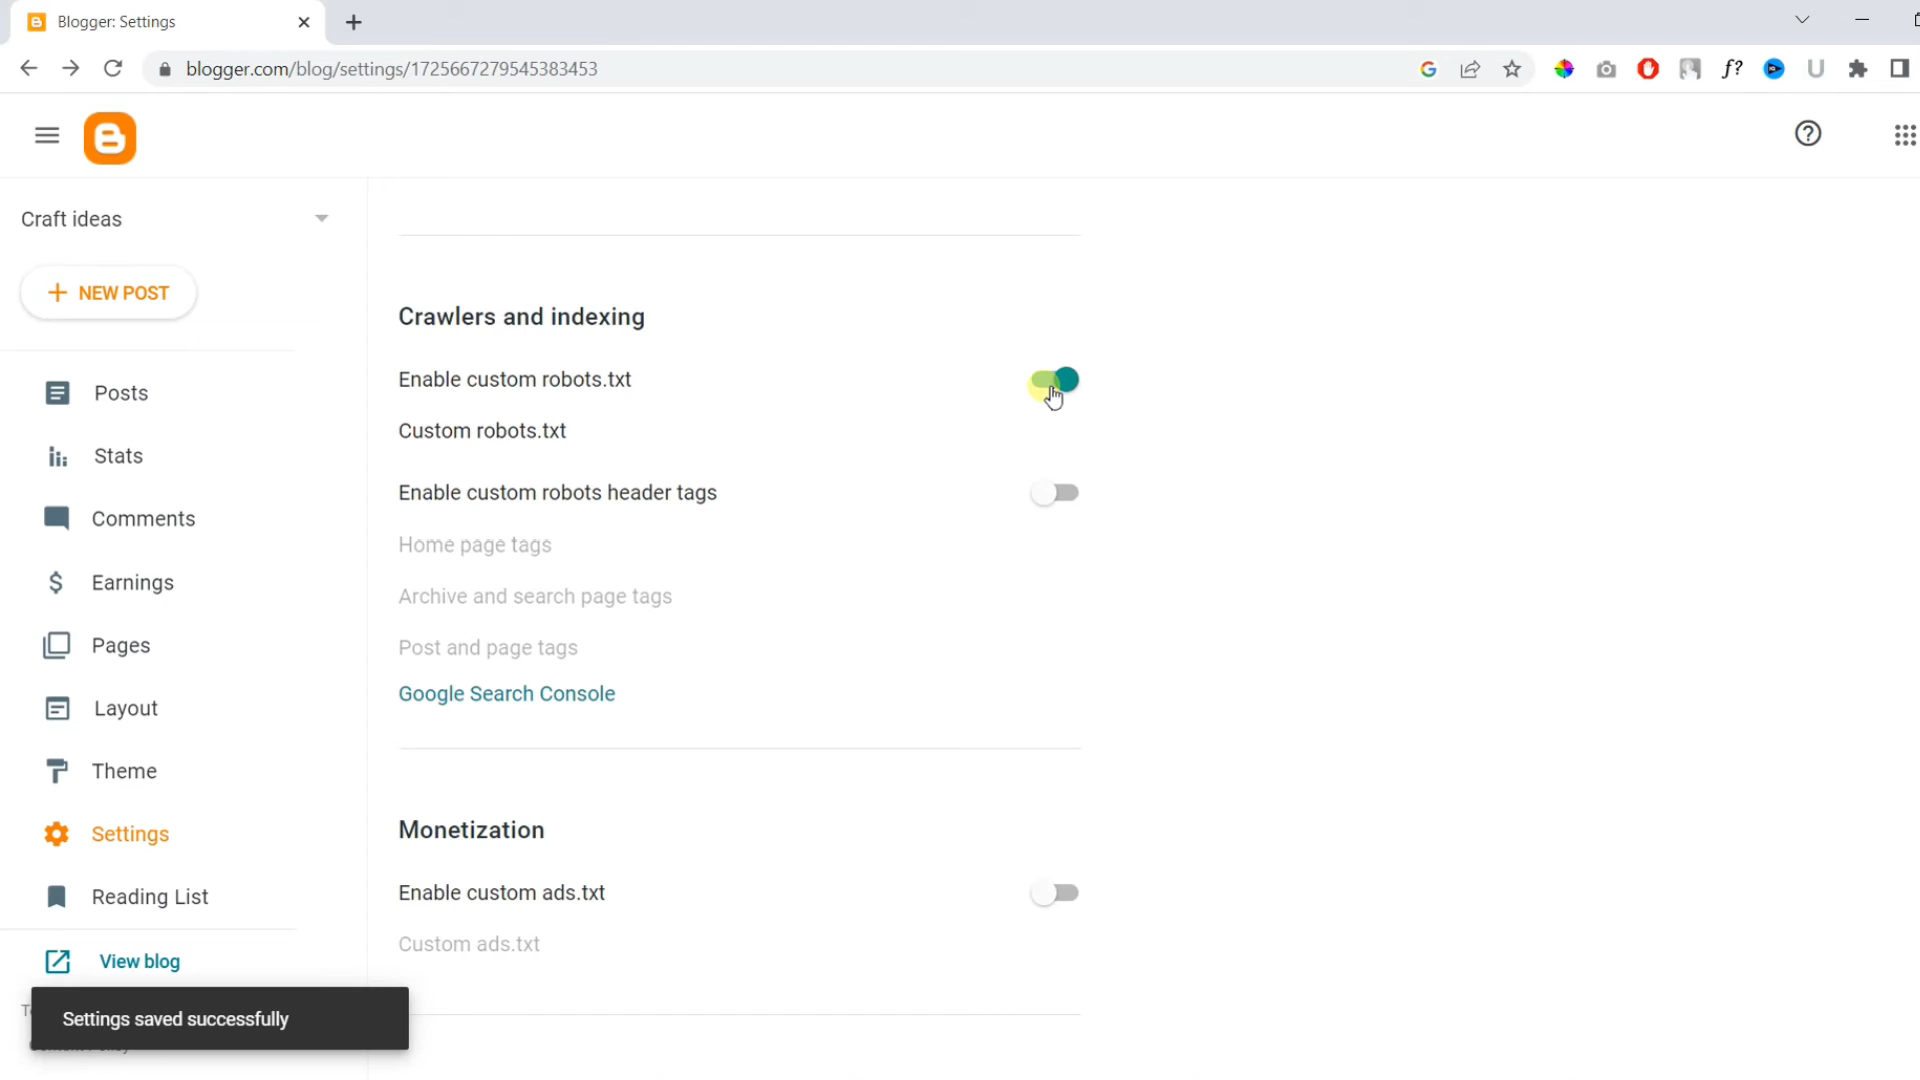 Blogger: Settings
blogger.com/blog/settings/1725667279545383453
f?
U
Craft ideas
NEW POST
Posts
Stats
Comments
Earnings
Pages
Layout
Theme
Settings
Reading List
View blog
Settings saved successfully
Crawlers and indexing
Enable custom robots.txt
Custom robots.txt
Enable custom robots header tags
Home page tags
Archive and search page tags
Post and page tags
Google Search Console
Monetization
Enable custom ads.txt
Custom ads.txt